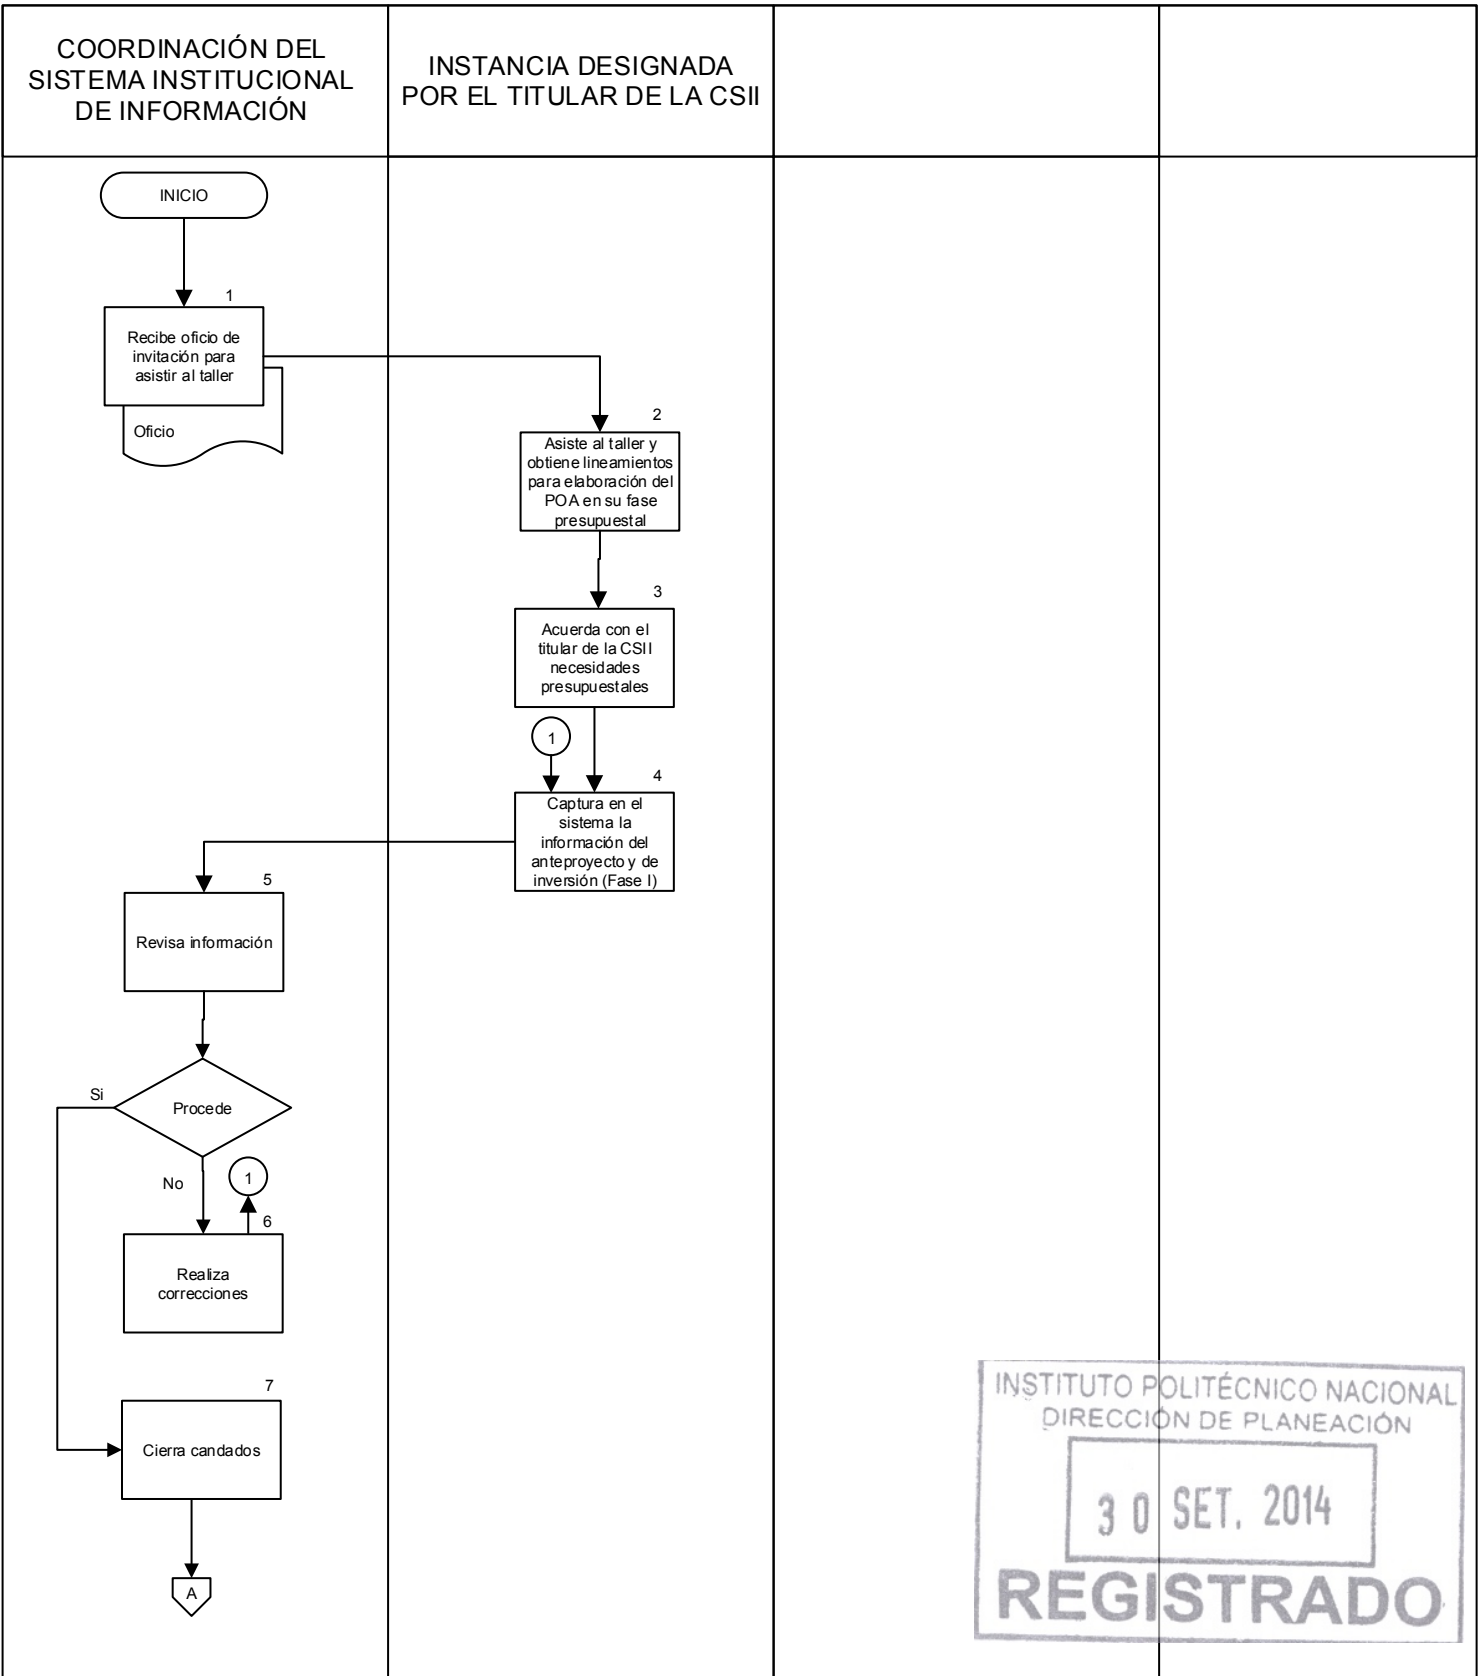 COORDINACIÓN DEL
SISTEMA INSTITUCIONAL
DE INFORMACIÓN
INSTANCIA DESIGNADA
POR EL TITULAR DE LA CSII
INICIO
1
Recibe oficio de
invitación para
asistir al taller
Oficio
2
Asiste al taller y
obtiene lineamientos
para elaboración del
POA en su fase
presupuestal
3
Acuerda con el
titular de la CSII
necesidades
presupuestales
1
4
Captura en el
sistema la
información del
anteproyecto y de
inversión (Fase I)
5
Revisa información
Procede
Si
No
1
6
Realiza
correcciones
7
Cierra candados
A
INSTITUTO POLITÉCNICO NACIONAL
DIRECCIÓN DE PLANEACIÓN
30 SET. 2014
REGISTRADO